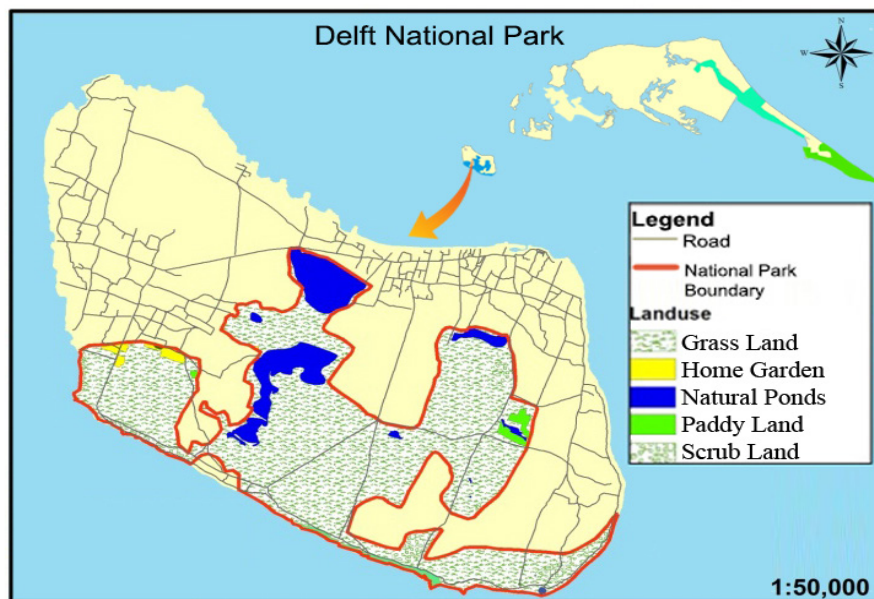 Delft National Park
N
W
E
S
Legend
Road
National Park
Boundary
Landuse
Grass Land
Home Garden
Natural Ponds
Paddy Land
Scrub Land
1:50,000